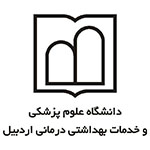 دانشگاه علوم پزشکی
و خدمات بهداشتی درمانی اردبیل